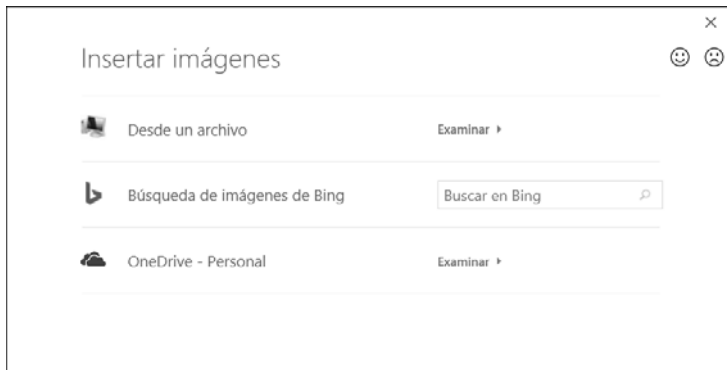 Insertar imágenes
Desde un archivo
Examinar
Búsqueda de imágenes de Bing
Buscar en Bing
OneDrive - Personal
Examinar